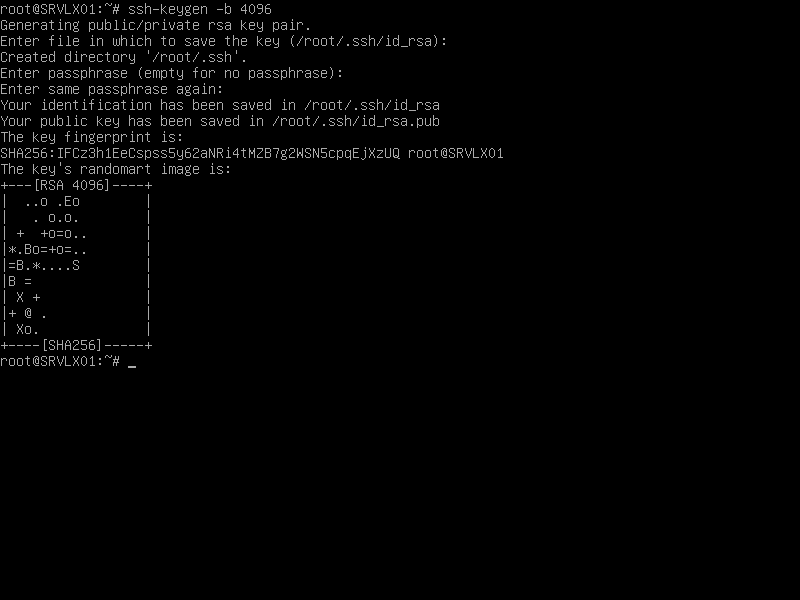 root@SRVLX01:~# ssh-keygen -b 4096
Generating public/private rsa key pair.
Enter file in which to save the key (/root/.ssh/id_rsa):
Created directory '/root/.ssh'.
Enter passphrase (empty for no passphrase):
Enter same passphrase again:
Your identification has been saved in /root/.ssh/id_rsa
Your public key has been saved in /root/.ssh/id_rsa.pub
The key fingerprint is:
SHA256:IFCz3h1EeCspss5y62aNRi4tMZB7g2WSN5cpqEjXzUQ root@SRVLX01
The key's randomart image is:
+---[RSA 4096]----+
|  ..o .Eo        |
|   . o.o.        |
| +  +o=o..       |
|*.Bo=+o=..       |
|=B.*....S        |
|B =              |
| X +             |
|+ @ .            |
| Xo.             |
+----[SHA256]-----+
root@SRVLX01:~# _